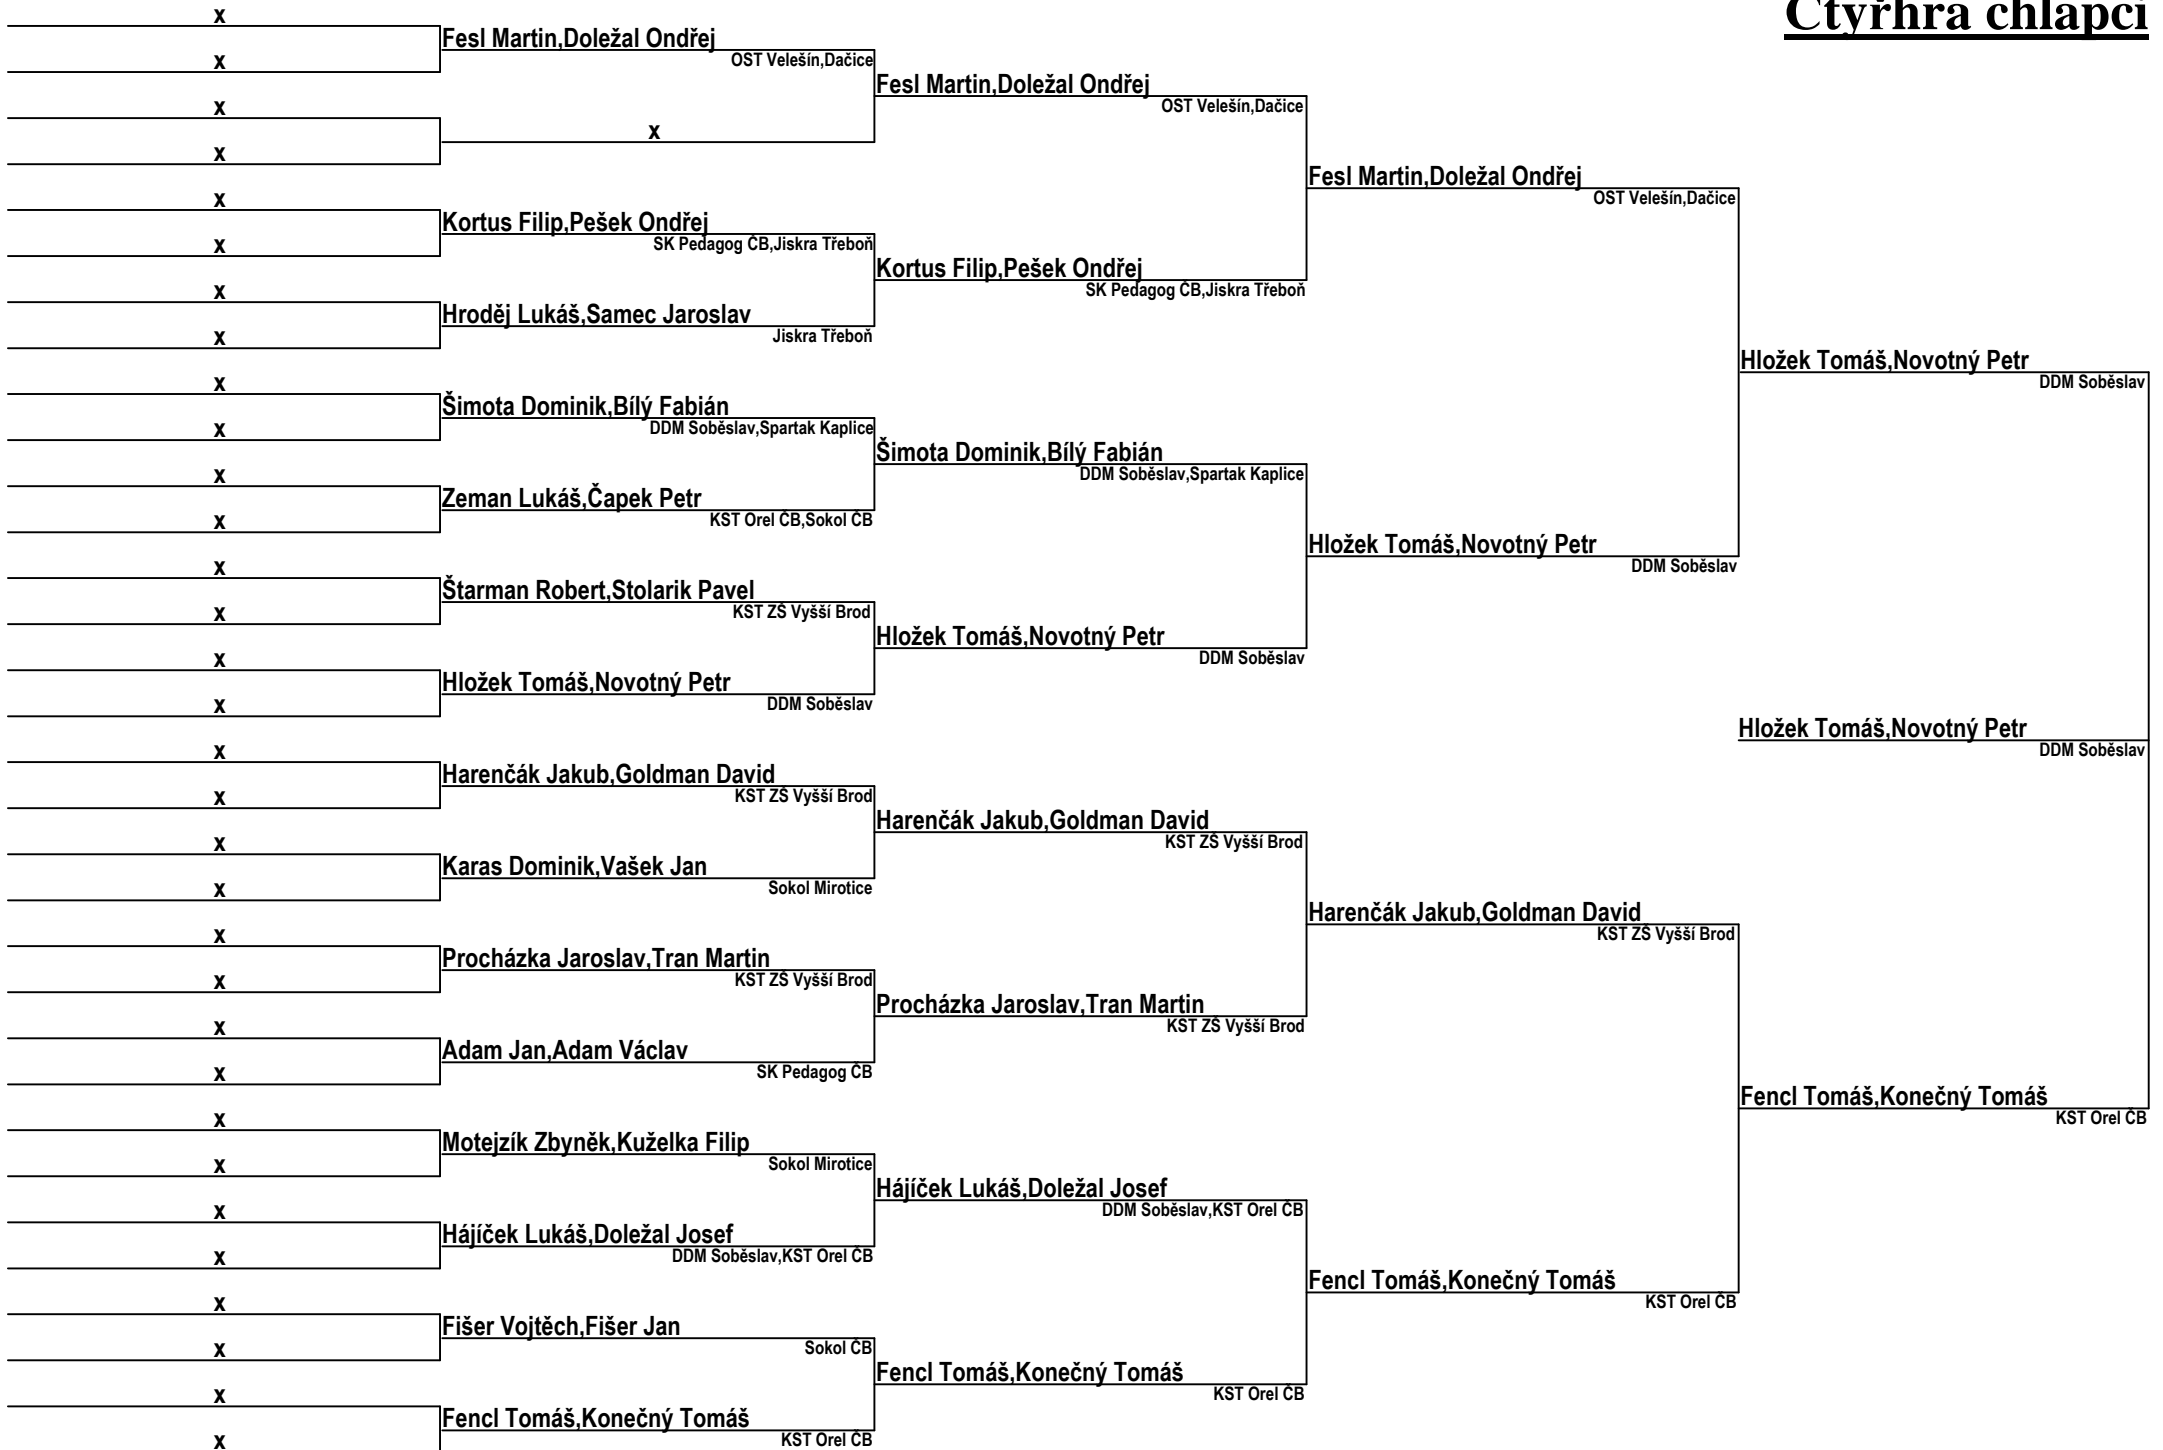 x
Čtyřhra chlapci
Fesl Martin,Doležal Ondřej
x
OST Velešín,Dačice
Fesl Martin,Doležal Ondřej
x
OST Velešín,Dačice
x
x
Fesl Martin,Doležal Ondřej
x
OST Velešín,Dačice
Kortus Filip,Pešek Ondřej
x
SK Pedagog ČB,Jiskra Třeboň
Kortus Filip,Pešek Ondřej
x
SK Pedagog ČB,Jiskra Třeboň
Hroděj Lukáš,Samec Jaroslav
x
Jiskra Třeboň
Hložek Tomáš,Novotný Petr
x
DDM Soběslav
Šimota Dominik,Bílý Fabián
x
DDM Soběslav,Spartak Kaplice
Šimota Dominik,Bílý Fabián
x
DDM Soběslav,Spartak Kaplice
Zeman Lukáš,Čapek Petr
x
KST Orel ČB,Sokol ČB
Hložek Tomáš,Novotný Petr
x
DDM Soběslav
Štarman Robert,Stolarik Pavel
x
KST ZŠ Vyšší Brod
Hložek Tomáš,Novotný Petr
x
DDM Soběslav
Hložek Tomáš,Novotný Petr
x
DDM Soběslav
Hložek Tomáš,Novotný Petr
x
DDM Soběslav
Harenčák Jakub,Goldman David
x
KST ZŠ Vyšší Brod
Harenčák Jakub,Goldman David
x
KST ZŠ Vyšší Brod
Karas Dominik,Vašek Jan
x
Sokol Mirotice
Harenčák Jakub,Goldman David
x
KST ZŠ Vyšší Brod
Procházka Jaroslav,Tran Martin
x
KST ZŠ Vyšší Brod
Procházka Jaroslav,Tran Martin
x
KST ZŠ Vyšší Brod
Adam Jan,Adam Václav
x
SK Pedagog ČB
Fencl Tomáš,Konečný Tomáš
x
KST Orel ČB
Motejzík Zbyněk,Kuželka Filip
x
Sokol Mirotice
Hájíček Lukáš,Doležal Josef
x
DDM Soběslav,KST Orel ČB
Hájíček Lukáš,Doležal Josef
x
DDM Soběslav,KST Orel ČB
Fencl Tomáš,Konečný Tomáš
x
KST Orel ČB
Fišer Vojtěch,Fišer Jan
x
Sokol ČB
Fencl Tomáš,Konečný Tomáš
x
KST Orel ČB
Fencl Tomáš,Konečný Tomáš
x
KST Orel ČB